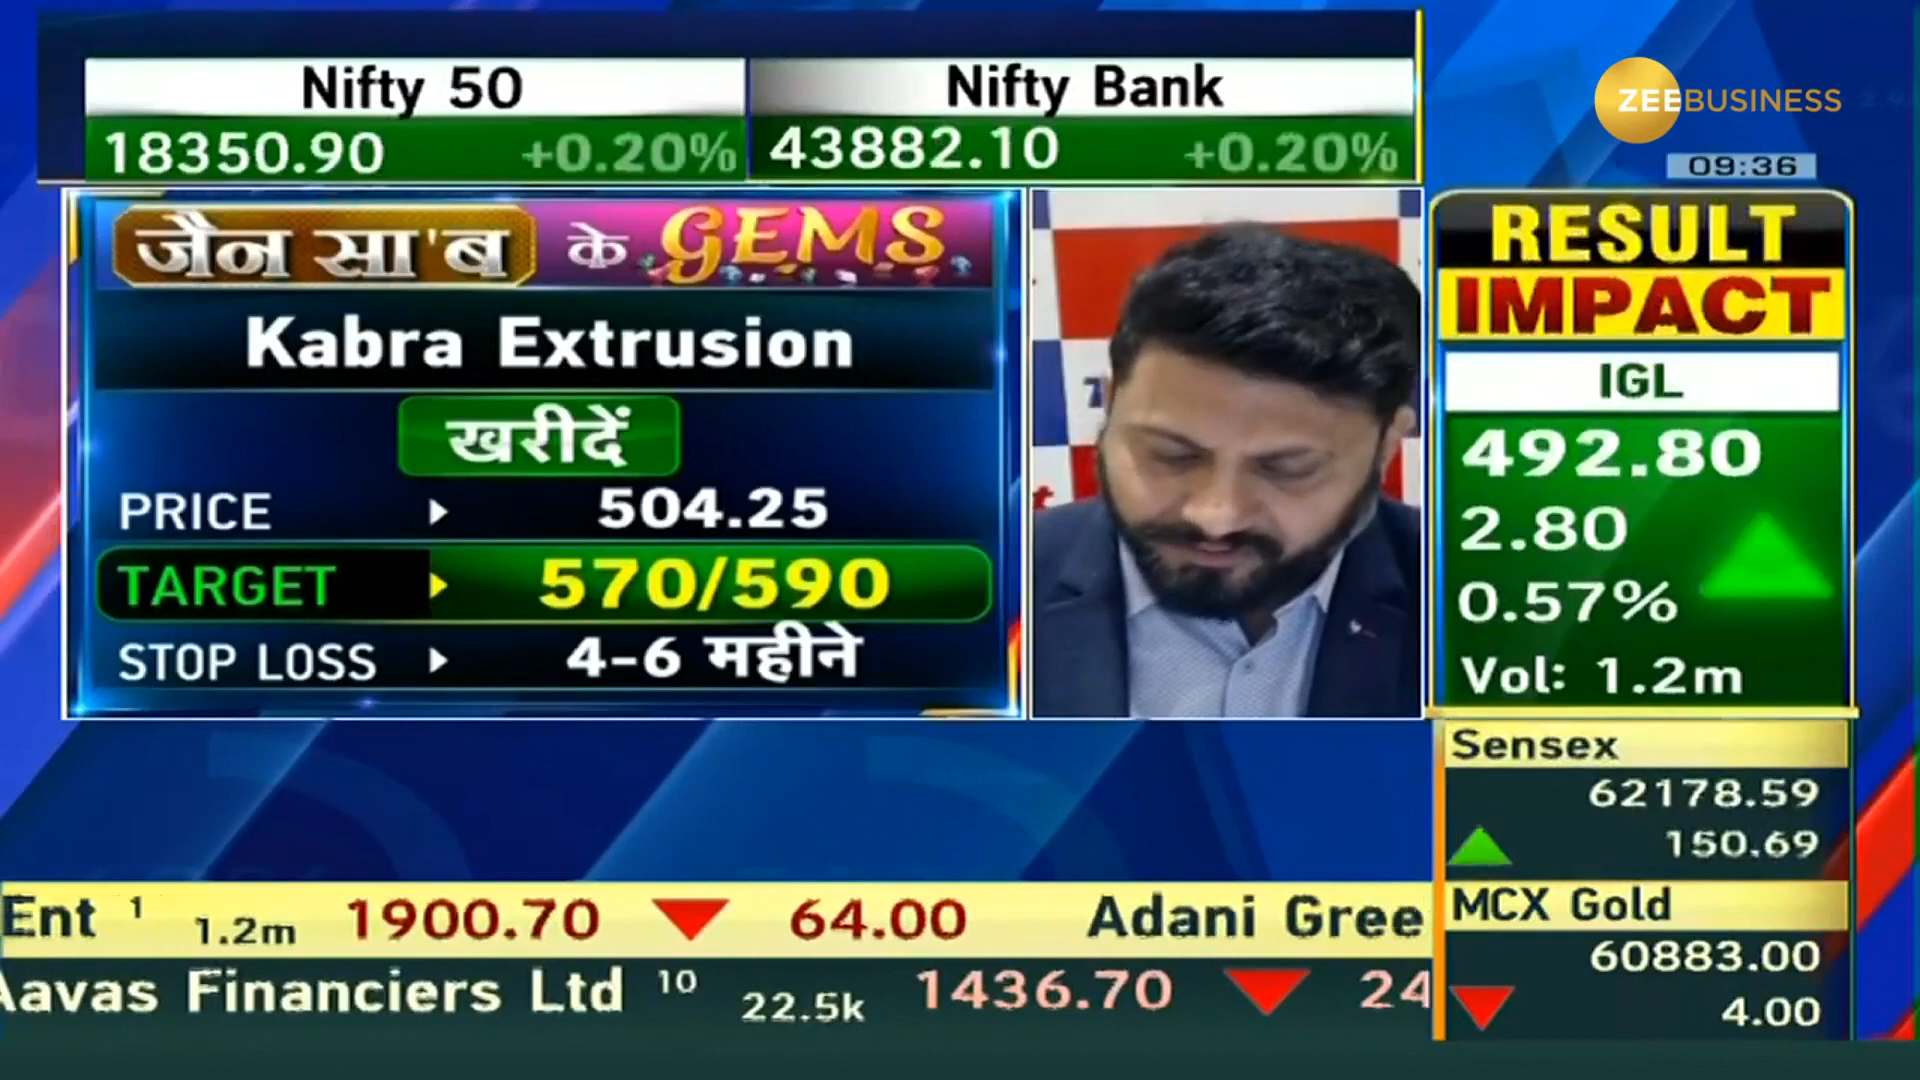 Nifty 50
18350.90 +0.20%
Nifty Bank
43882.10 +0.20%
ZEEBUSINESS
09:36
जैन सा'ब के GEMS
Kabra Extrusion
खरीदें
PRICE 504.25
TARGET 570/590
STOP LOSS 4-6 महीने
RESULT
IMPACT
IGL
492.80
2.80
0.57%
Vol: 1.2m
Sensex
62178.59
150.69
MCX Gold
60883.00
4.00
Ent 1 1.2m 1900.70 64.00 Adani Gree
Aavas Financiers Ltd 10 22.5k 1436.70 24